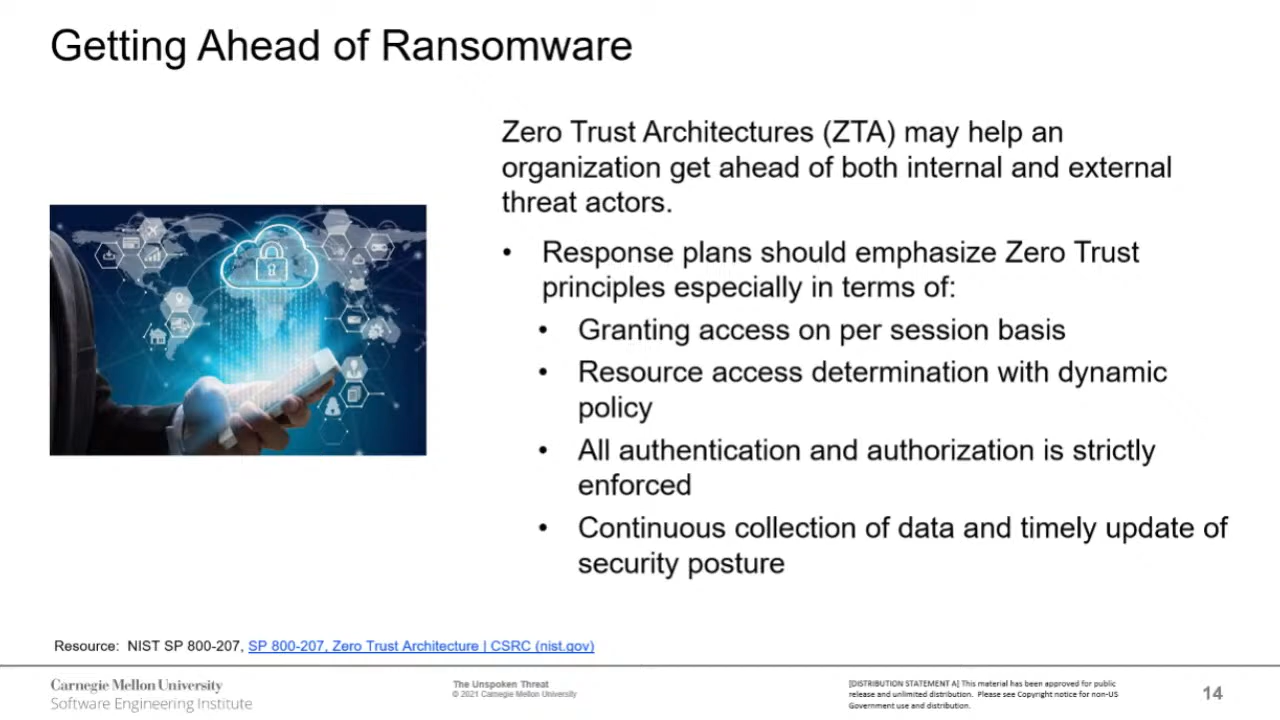 Getting Ahead of Ransomware
Zero Trust Architectures (ZTA) may help an
organization get ahead of both internal and external
threat actors.
• Response plans should emphasize Zero Trust
principles especially in terms of:
• Granting access on per session basis
• Resource access determination with dynamic
policy
• All authentication and authorization is strictly
enforced
• Continuous collection of data and timely update of
security posture
Resource: NIST SP 800-207, SP 800-207, Zero Trust Architecture | CSRC (nist.gov)
Carnegie Mellon University
Software Engineering Institute
The Unspoken Threat
© 2021 Carnegie Mellon University
[DISTRIBUTION STATEMENT A] This material has been approved for public
release and unlimited distribution. Please see Copyright notice for non-US
Government use and distribution.
14